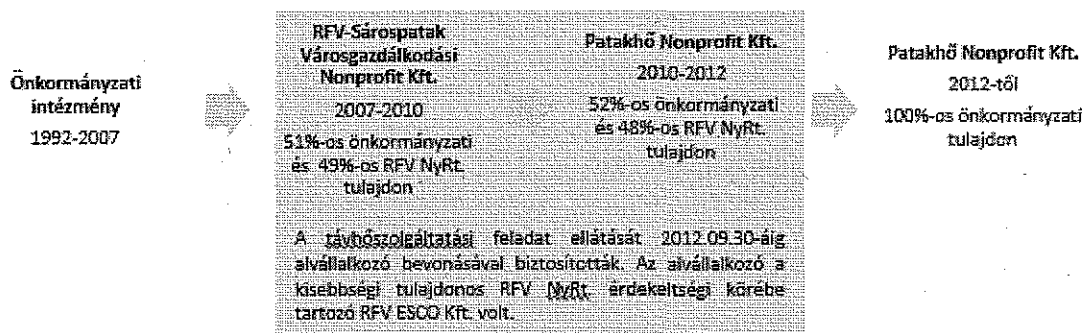 Önkormányzati
intézmény
1992-2007
RFV-Sárospatak
Városgazdálkodási
Nonprofit Kft.
2007-2010
51%-os önkormányzati
és 49%-os RFV NyRt.
tulajdon
Patakhő Nonprofit Kft.
2010-2012
52%-os önkormányzati
és 48%-os RFV NyRt.
tulajdon
A távhőszolgáltatási feladat ellátását 2012.09.30-áig
alvállalkozó bevonásával biztosították. Az alvállalkozó a
kisebbségi tulajdonos RFV NyRt. érdekeltségi körébe
tartozó RFV ESCO Kft. volt.
Patakhő Nonprofit Kft.
2012-től
100%-os önkormányzati
tulajdon